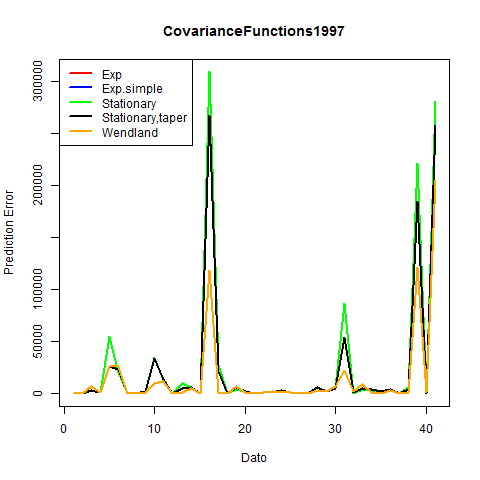 CovarianceFunctions1997
Exp
Exp.simple
Stationary
Stationary,taper
Wendland
Prediction Error
300000
200000
100000
50000
0
0
10
20
30
40
Dato